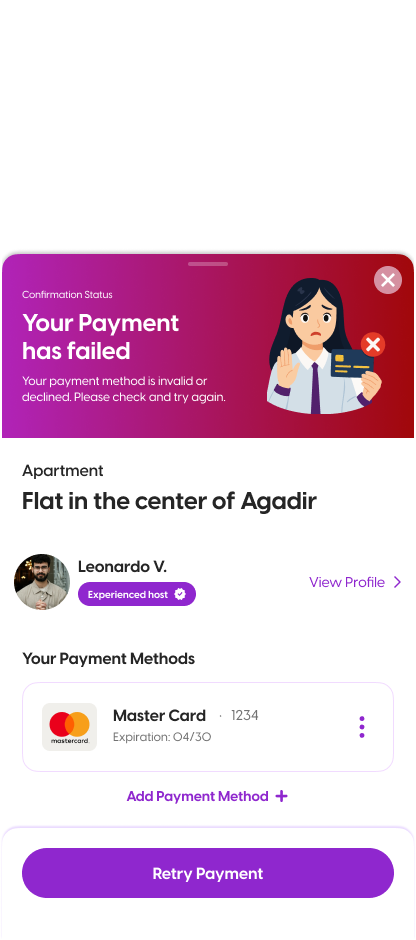 Confirmation Status
Your Payment
has failed
Your payment method is invalid or
declined. Please check and try again.
Apartment
Flat in the center of Agadir
Leonardo V.
Experienced host
View Profile
Your Payment Methods
mastercard
Master Card · 1234
Expiration: 04/30
Add Payment Method +
Retry Payment